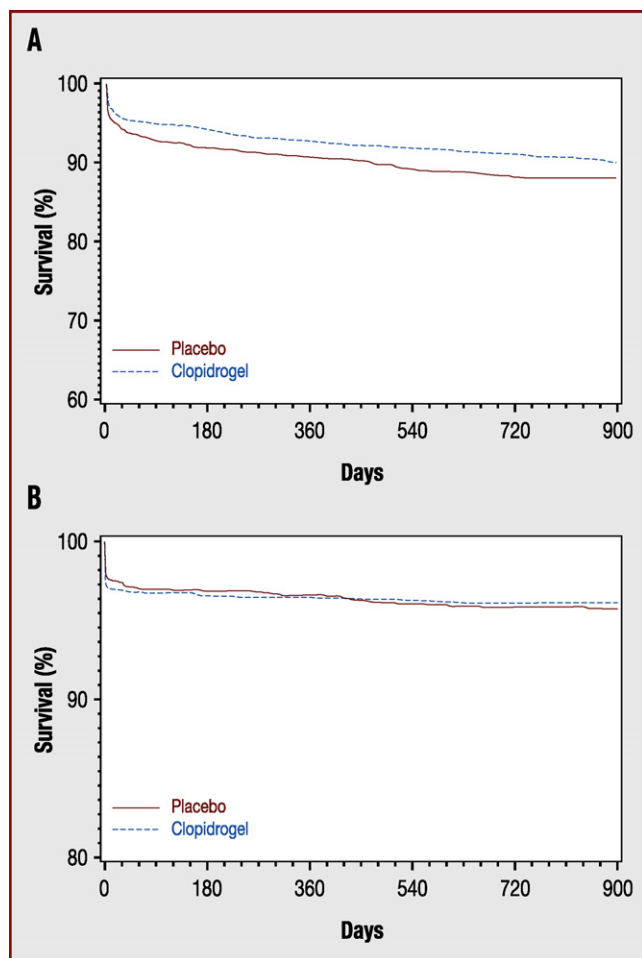 A
100
90
80
70
60
Survival (%)
Placebo
Clopidrogel
0 180 360 540 720 900
Days
B
100
90
80
Survival (%)
Placebo
Clopidrogel
0 180 360 540 720 900
Days